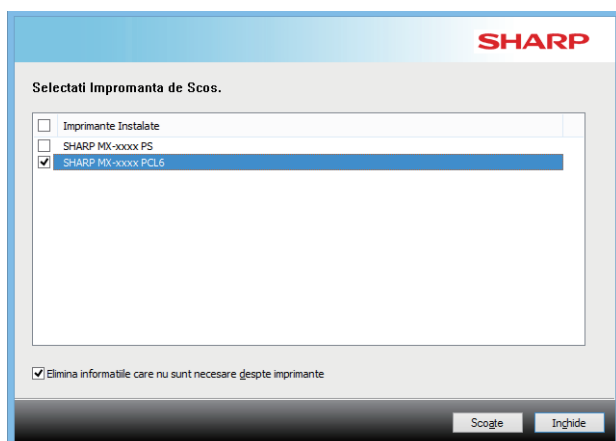 SHARP
Selectati Impromanta de Scos.
Imprimante Instalate
SHARP MX-xxxx PS
SHARP MX-xxxx PCL6
Elimina informatiile care nu sunt necesare despte imprimante
Scoate Inchide